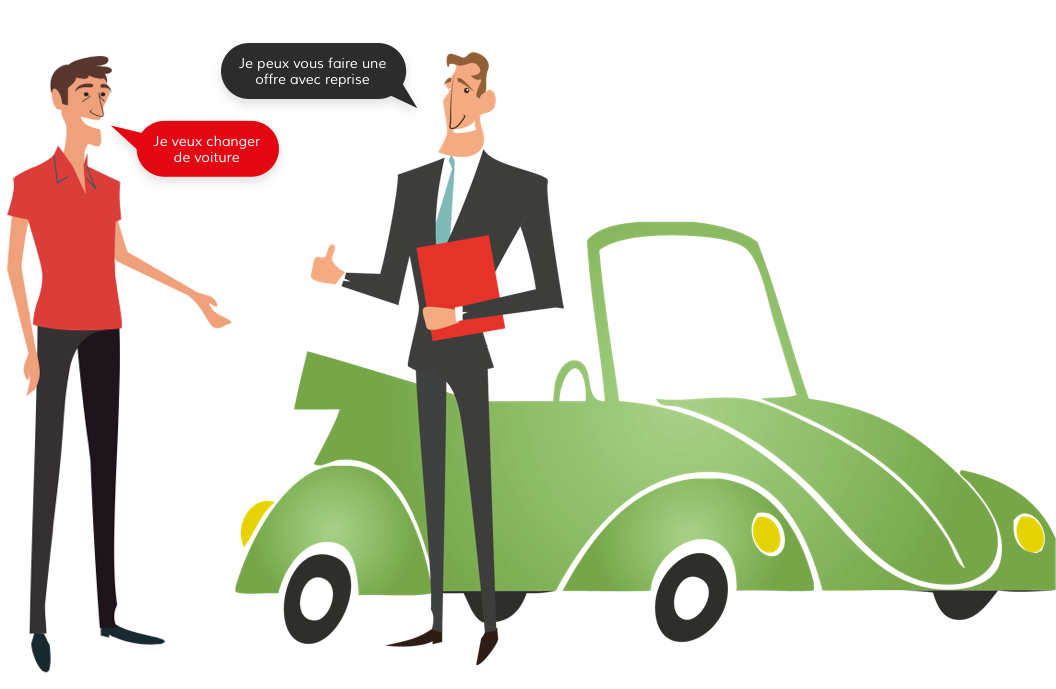 Je peux vous faire une
offre avec reprise
Je veux changer
de voiture